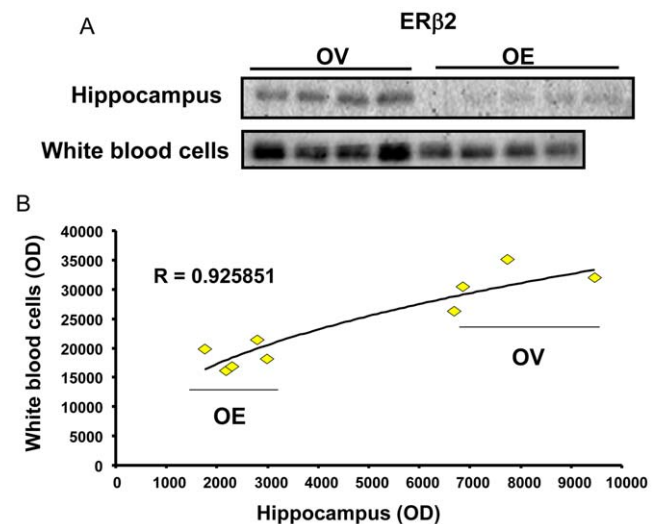 A
ERβ2
OV OE
Hippocampus
White blood cells
B
White blood cells (OD)
40000
35000
30000
25000
20000
15000
10000
5000
0
R = 0.925851
OE
OV
0 1000 2000 3000 4000 5000 6000 7000 8000 9000 10000
Hippocampus (OD)